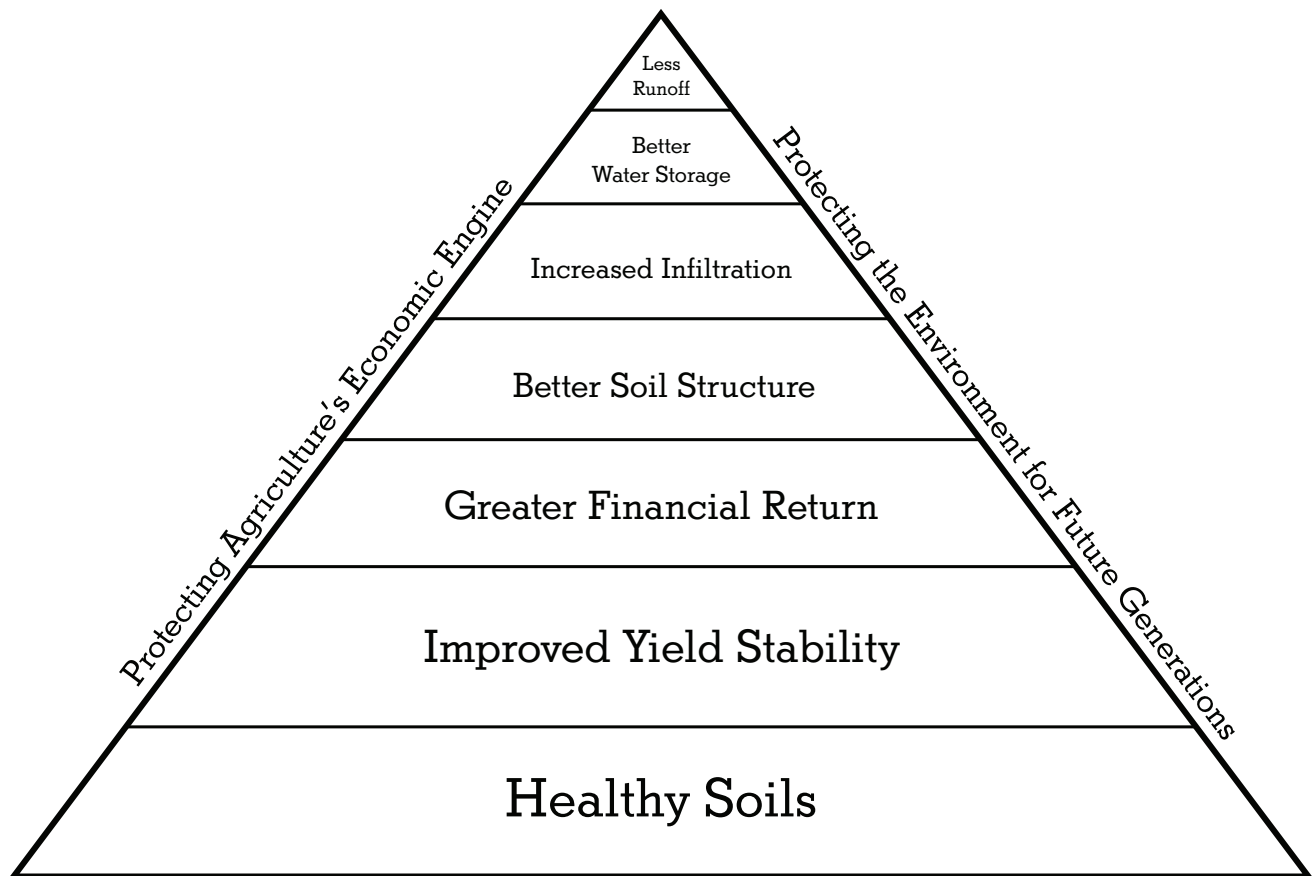 Less
Runoff
Better
Water Storage
Increased Infiltration
Better Soil Structure
Greater Financial Return
Improved Yield Stability
Healthy Soils
Protecting Agriculture's Economic Engine
Protecting the Environment for Future Generations